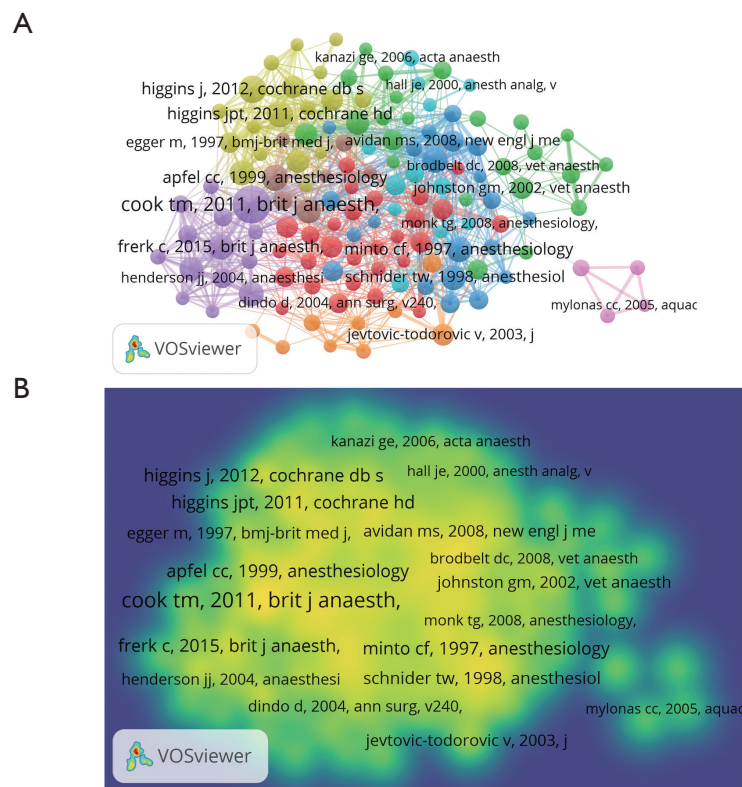 A
kanazi ge, 2006, acta anaesth
higgins j, 2012, cochrane db s
hall je, 2000, anesth analg, v
higgins jpt, 2011, cochrane hd
egger m, 1997, bmj-brit med j,
avidan ms, 2008, new engl j me
brodbelt dc, 2008, vet anaesth
apfel cc, 1999, anesthesiology
johnston gm, 2002, vet anaesth
cook tm, 2011, brit j anaesth,
monk tg, 2008, anesthesiology,
frerk c, 2015, brit j anaesth,
minto cf, 1997, anesthesiology
henderson jj, 2004, anaesthesi
schnider tw, 1998, anesthesiol
dindo d, 2004, ann surg, v240,
mylonas cc, 2005, aquac
jevtovic-todorovic v, 2003, j
VOSviewer
B
kanazi ge, 2006, acta anaesth
higgins j, 2012, cochrane db s
hall je, 2000, anesth analg, v
higgins jpt, 2011, cochrane hd
egger m, 1997, bmj-brit med j,
avidan ms, 2008, new engl j me
brodbelt dc, 2008, vet anaesth
apfel cc, 1999, anesthesiology
johnston gm, 2002, vet anaesth
cook tm, 2011, brit j anaesth,
monk tg, 2008, anesthesiology,
frerk c, 2015, brit j anaesth,
minto cf, 1997, anesthesiology
henderson jj, 2004, anaesthesi
schnider tw, 1998, anesthesiol
dindo d, 2004, ann surg, v240,
mylonas cc, 2005, aquac
jevtovic-todorovic v, 2003, j
VOSviewer